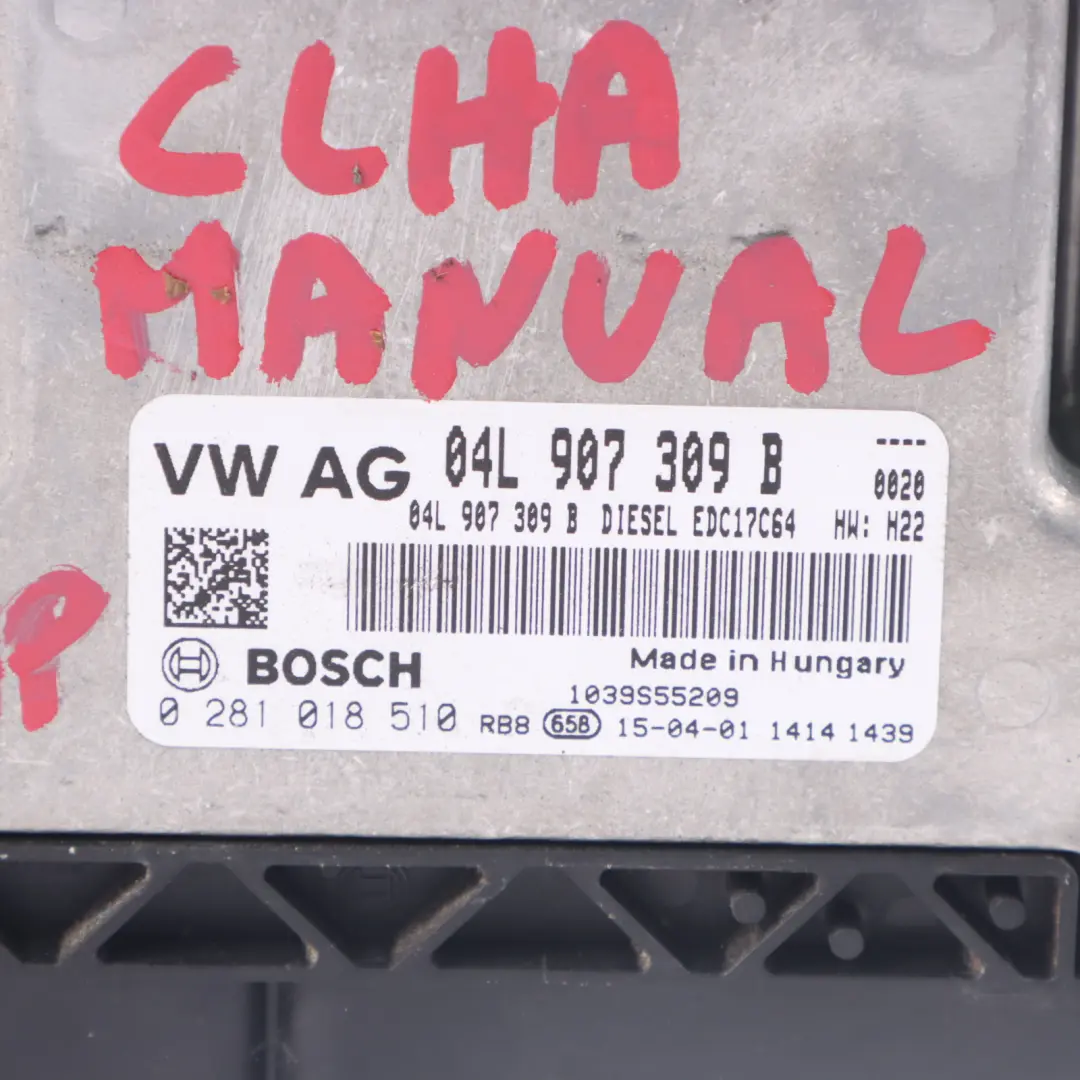 CLHA
MANUAL
VW AG 04L 907 309 B ----
0020
04L 907 309 B DIESEL EDC17C64 HW: H22
P
BOSCH Made in Hungary
1039S55209
0 281 018 510 RB8 658 15-04-01 1414 1439